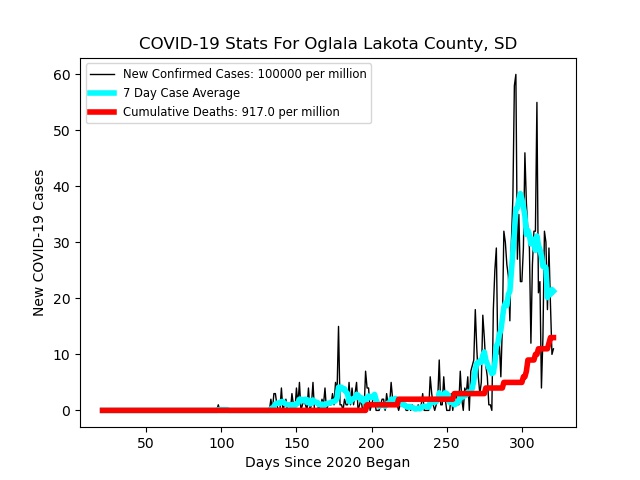 COVID-19 Stats For Oglala Lakota County, SD
New Confirmed Cases: 100000 per million
7 Day Case Average
Cumulative Deaths: 917.0 per million
60
50
40
30
20
10
0
New COVID-19 Cases
50 100 150 200 250 300
Days Since 2020 Began